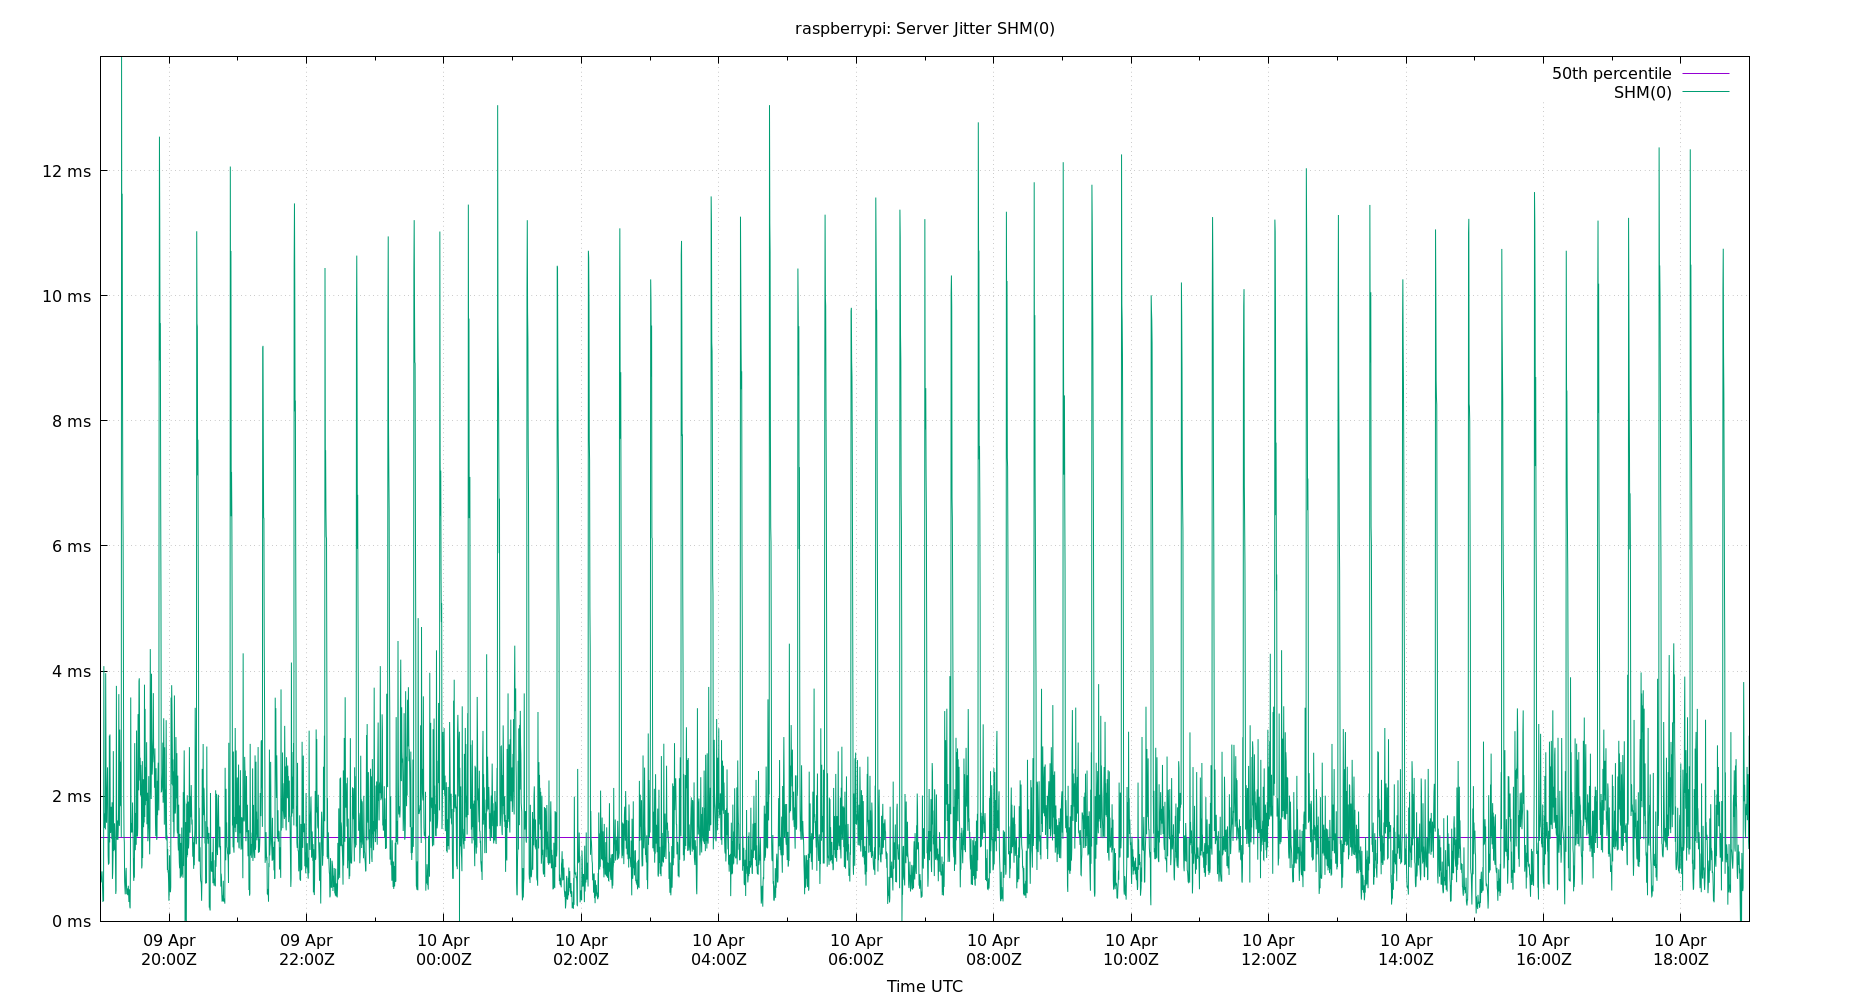 raspberrypi: Server Jitter SHM(0)
50th percentile
SHM(0)
12 ms
10 ms
8 ms
6 ms
4 ms
2 ms
0 ms
09 Apr 09 Apr 10 Apr 10 Apr 10 Apr 10 Apr 10 Apr 10 Apr 10 Apr 10 Apr 10 Apr 10 Apr
20:00Z 22:00Z 00:00Z 02:00Z 04:00Z 06:00Z 08:00Z 10:00Z 12:00Z 14:00Z 16:00Z 18:00Z
Time UTC